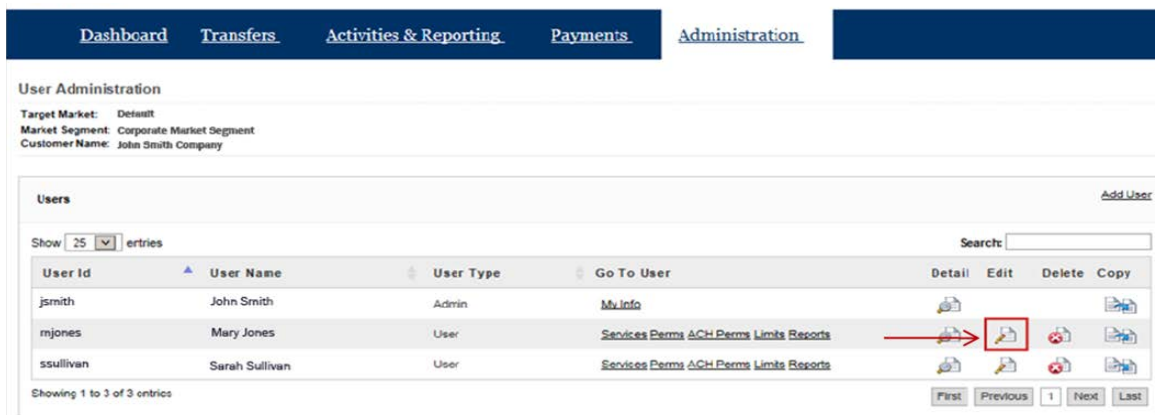 Dashboard Transfers Activities & Reporting Payments Administration
User Administration
Target Market: Default
Market Segment: Corporate Market Segment
Customer Name: John Smith Company
Users Add User
Show 25 entries Search:
User Id User Name User Type Go To User Detail Edit Delete Copy
jsmith John Smith Admin My Info
mjones Mary Jones User Services Perms ACH Perms Limits Reports
ssullivan Sarah Sullivan User Services Perms ACH Perms Limits Reports
Showing 1 to 3 of 3 entries First Previous 1 Next Last